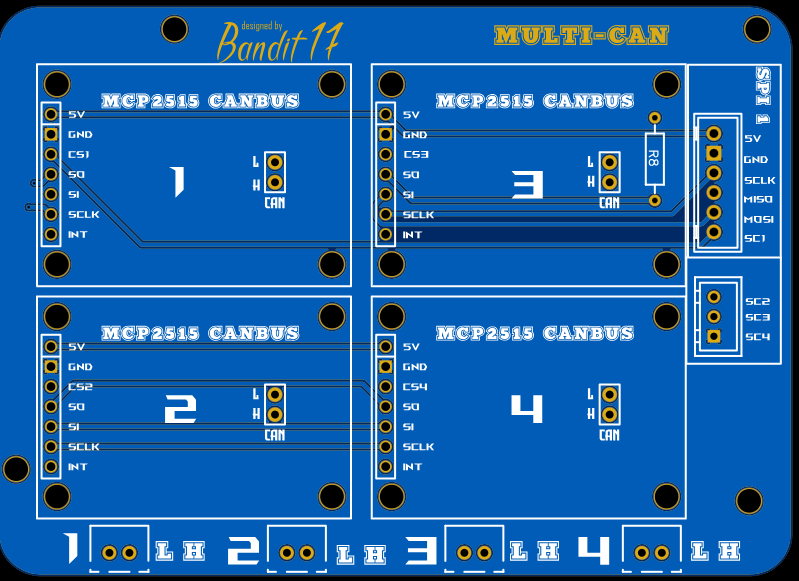 designed by
Bandit 17
MULTI-CAN
MCP2515 CANBUS
5V
GND
CS1
SO
SI
SCLK
INT
1
L
H
CAN
MCP2515 CANBUS
5V
GND
CS3
SO
SI
SCLK
INT
3
L
H
CAN
R8
SPI 1
5V
GND
SCLK
MISO
MOSI
SC1
SC2
SC3
SC4
MCP2515 CANBUS
5V
GND
CS2
SO
SI
SCLK
INT
2
L
H
CAN
MCP2515 CANBUS
5V
GND
CS4
SO
SI
SCLK
INT
4
L
H
CAN
1 L H 2 L H 3 L H 4 L H